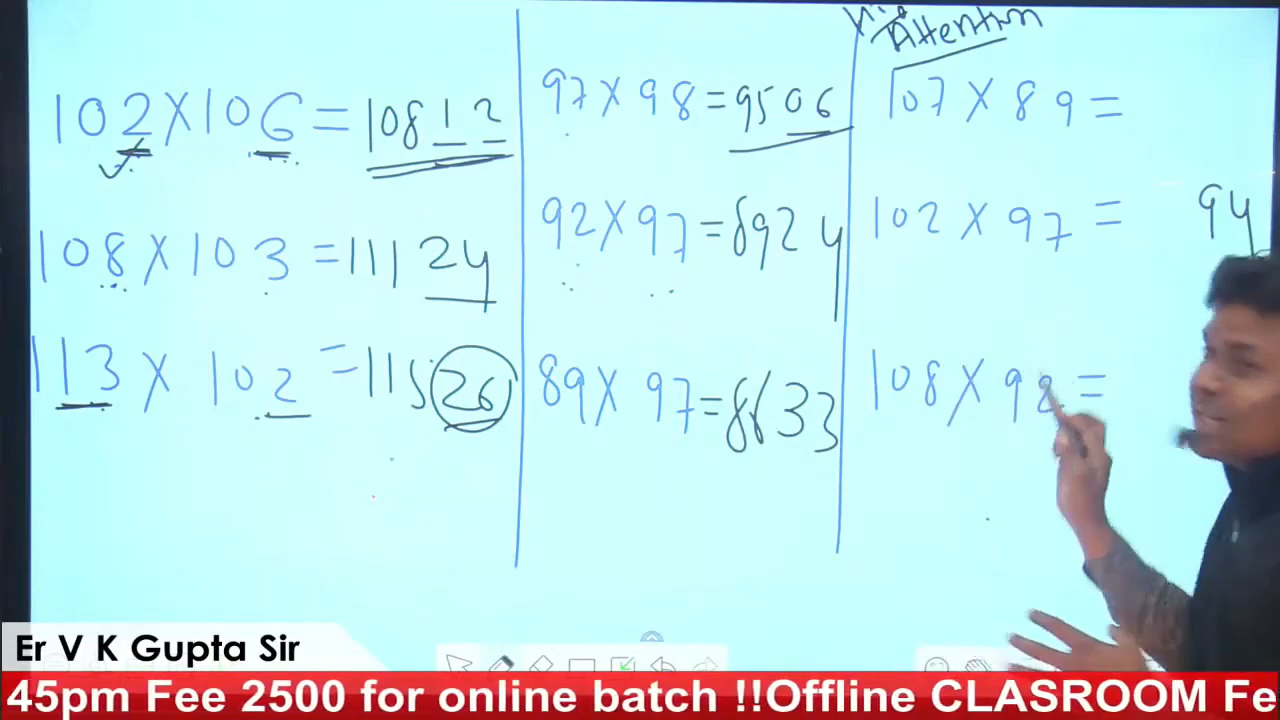 102 X 106 = 10812
108 X 103 = 11124
113 X 102 = 11526
97 X 98 = 9506
92 X 97 = 8924
89 X 97 = 8633
Attention
107 X 89 =
102 X 97 =
94
108 X 98 =
Er V K Gupta Sir
45pm Fee 2500 for online batch !!Offline CLASROOM Fe